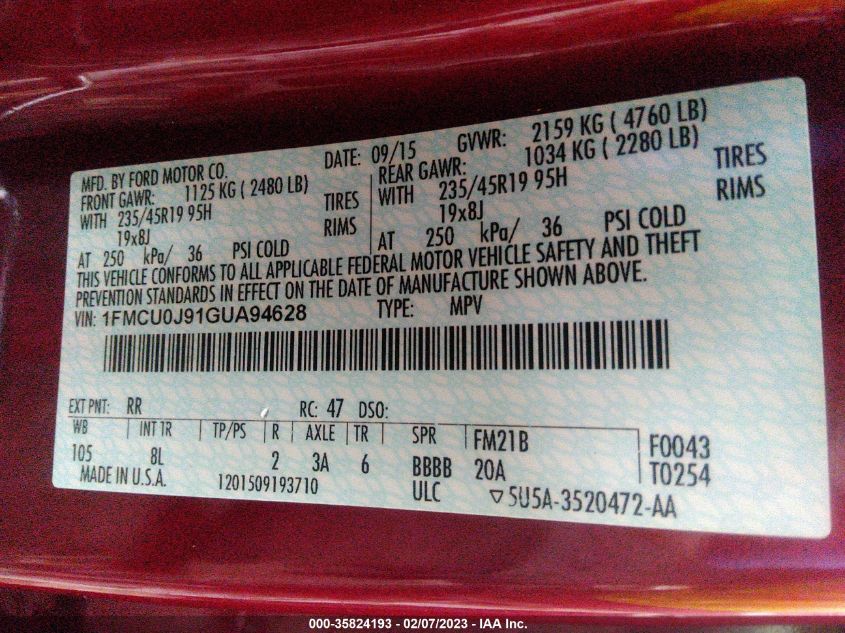 MFD. BY FORD MOTOR CO. DATE: 09/15 GVWR: 2159 KG ( 4760 LB)
FRONT GAWR: 1125 KG ( 2480 LB) REAR GAWR: 1034 KG ( 2280 LB)
WITH 235/45R19 95H TIRES WITH 235/45R19 95H TIRES
19x8J RIMS 19x8J RIMS
AT 250 kPa/ 36 PSI COLD AT 250 kPa/ 36 PSI COLD
THIS VEHICLE CONFORMS TO ALL APPLICABLE FEDERAL MOTOR VEHICLE SAFETY AND THEFT
PREVENTION STANDARDS IN EFFECT ON THE DATE OF MANUFACTURE SHOWN ABOVE.
VIN: 1FMCU0J91GUA94628 TYPE: MPV
EXT PNT: RR RC: 47 DSO:
WB INT TR TP/PS R AXLE TR SPR FM21B F0043
105 8L 2 3A 6 BBBB 20A T0254
MADE IN U.S.A. 1201509193710 ULC ▽5U5A-3520472-AA
000-35824193 - 02/07/2023 - IAA Inc.